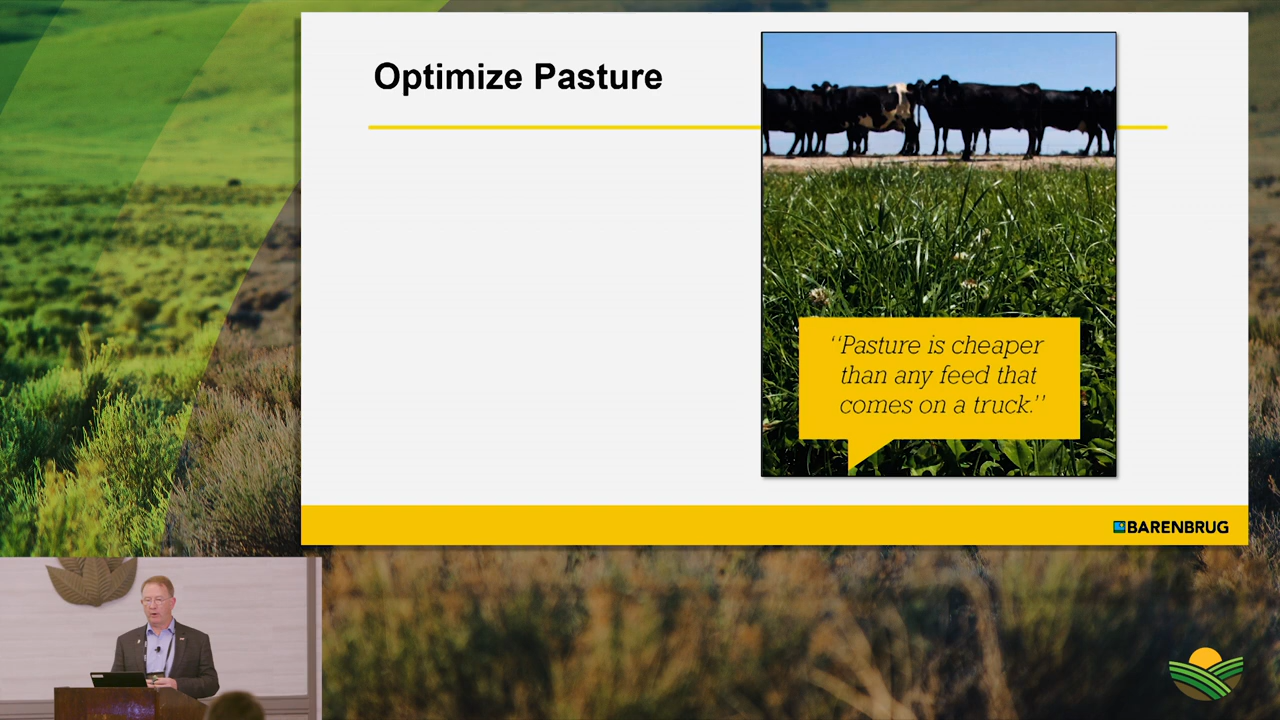 Optimize Pasture
‘‘Pasture is cheaper
than any feed that
comes on a truck.’’
BARENBRUG